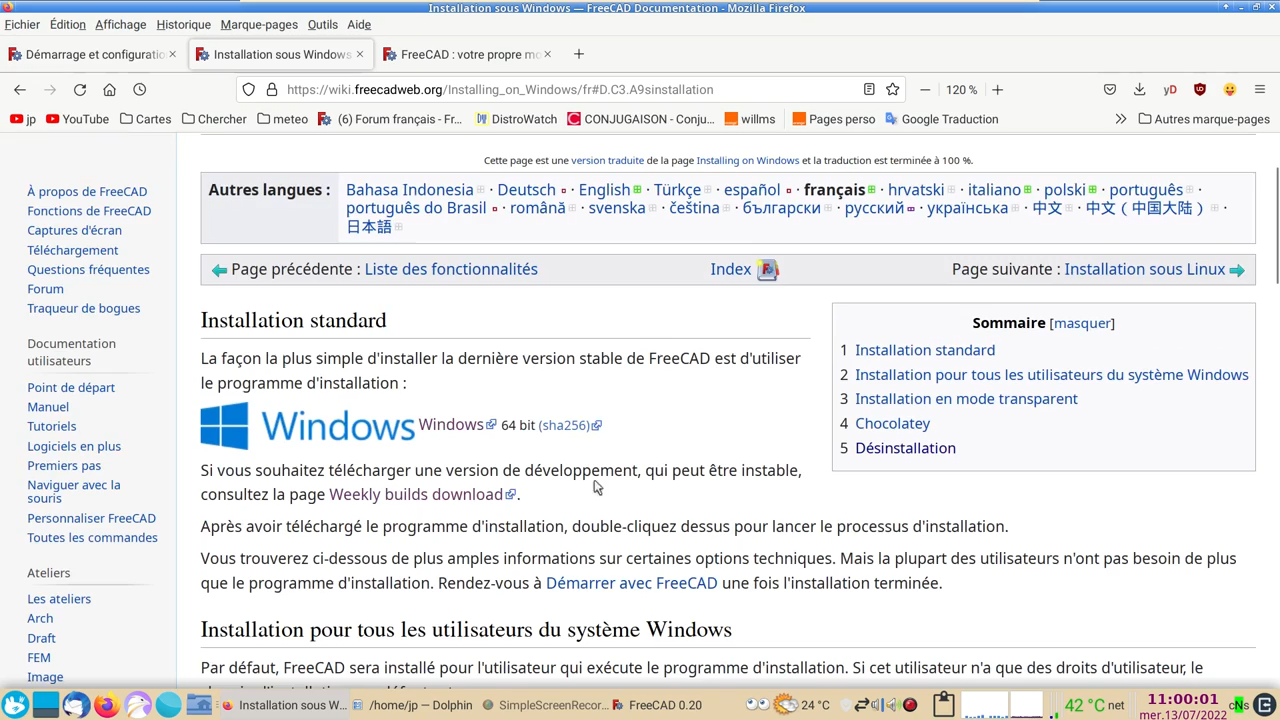 Installation sous Windows — FreeCAD Documentation - Mozilla Firefox
Fichier Édition Affichage Historique Marque-pages Outils Aide
Démarrage et configuratio × Installation sous Windows × FreeCAD : votre propre mo × +
https://wiki.freecadweb.org/Installing_on_Windows/fr#D.C3.A9sinstallation 120 % yD
jp YouTube Cartes Chercher meteo (6) Forum français - Fr... DistroWatch CONJUGAISON - Conju... willms Pages perso Google Traduction Autres marque-pages
Cette page est une version traduite de la page Installing on Windows et la traduction est terminée à 100 %.
Autres langues : Bahasa Indonesia · Deutsch · English · Türkçe · español · français · hrvatski · italiano · polski · português ·
português do Brasil · română · svenska · čeština · български · русский · українська · 中文 · 中文（中国大陆） ·
日本語
Page précédente : Liste des fonctionnalités Index Page suivante : Installation sous Linux
À propos de FreeCAD
Fonctions de FreeCAD
Captures d'écran
Téléchargement
Questions fréquentes
Forum
Traqueur de bogues
Documentation
utilisateurs
Point de départ
Manuel
Tutoriels
Logiciels en plus
Premiers pas
Naviguer avec la
souris
Personnaliser FreeCAD
Toutes les commandes
Ateliers
Les ateliers
Arch
Draft
FEM
Image
Installation standard
La façon la plus simple d'installer la dernière version stable de FreeCAD est d'utiliser
le programme d'installation :
Windows Windows 64 bit (sha256)
Si vous souhaitez télécharger une version de développement, qui peut être instable,
consultez la page Weekly builds download.
Sommaire [masquer]
1 Installation standard
2 Installation pour tous les utilisateurs du système Windows
3 Installation en mode transparent
4 Chocolatey
5 Désinstallation
Après avoir téléchargé le programme d'installation, double-cliquez dessus pour lancer le processus d'installation.
Vous trouverez ci-dessous de plus amples informations sur certaines options techniques. Mais la plupart des utilisateurs n'ont pas besoin de plus
que le programme d'installation. Rendez-vous à Démarrer avec FreeCAD une fois l'installation terminée.
Installation pour tous les utilisateurs du système Windows
Par défaut, FreeCAD sera installé pour l'utilisateur qui exécute le programme d'installation. Si cet utilisateur n'a que des droits d'utilisateur, le
Installation sous W... /home/jp — Dolphin SimpleScreenRecor... FreeCAD 0.20 24 °C 42 °C net 11:00:01 cNs
mer.13/07/2022